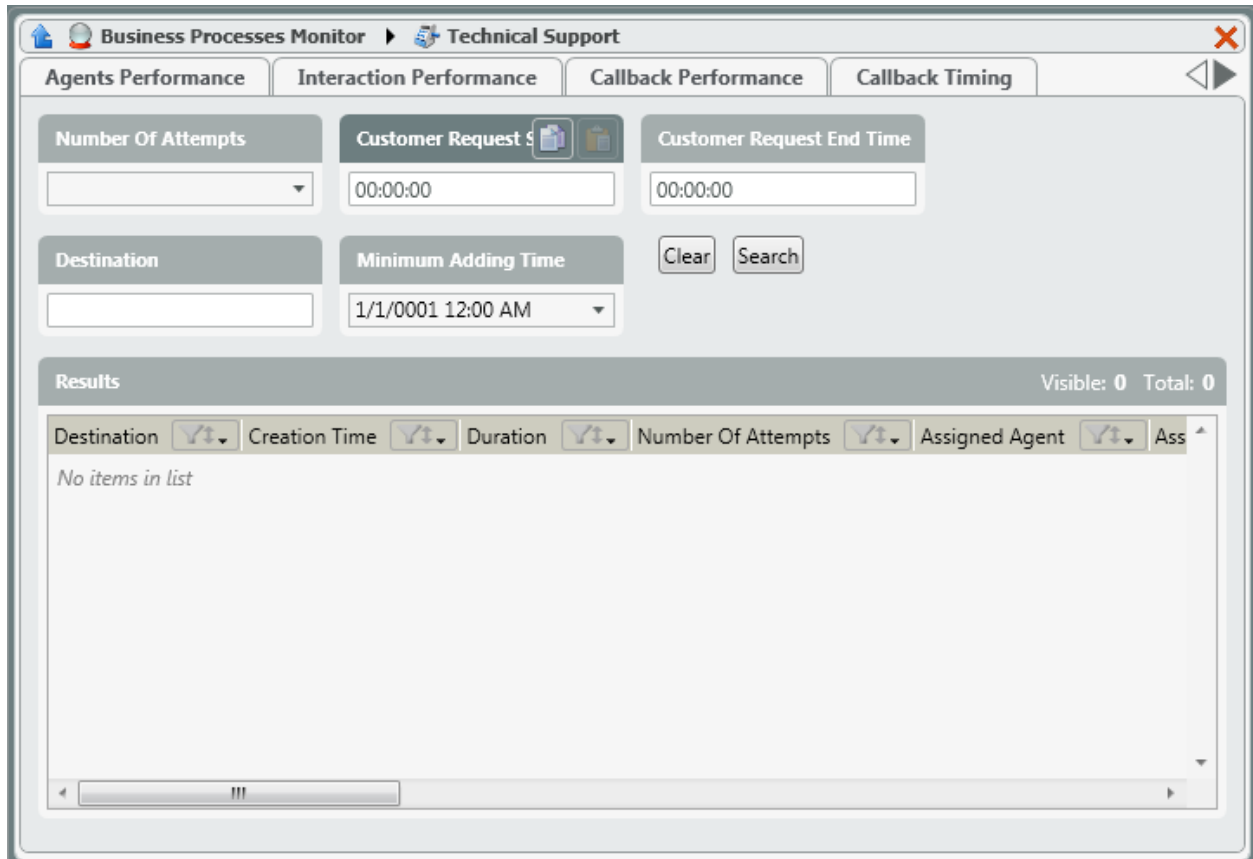 Business Processes Monitor Technical Support
Agents Performance Interaction Performance Callback Performance Callback Timing
Number Of Attempts Customer Request Customer Request End Time
00:00:00 00:00:00
Destination Minimum Adding Time Clear Search
1/1/0001 12:00 AM
Results Visible: 0 Total: 0
Destination Creation Time Duration Number Of Attempts Assigned Agent Ass
No items in list